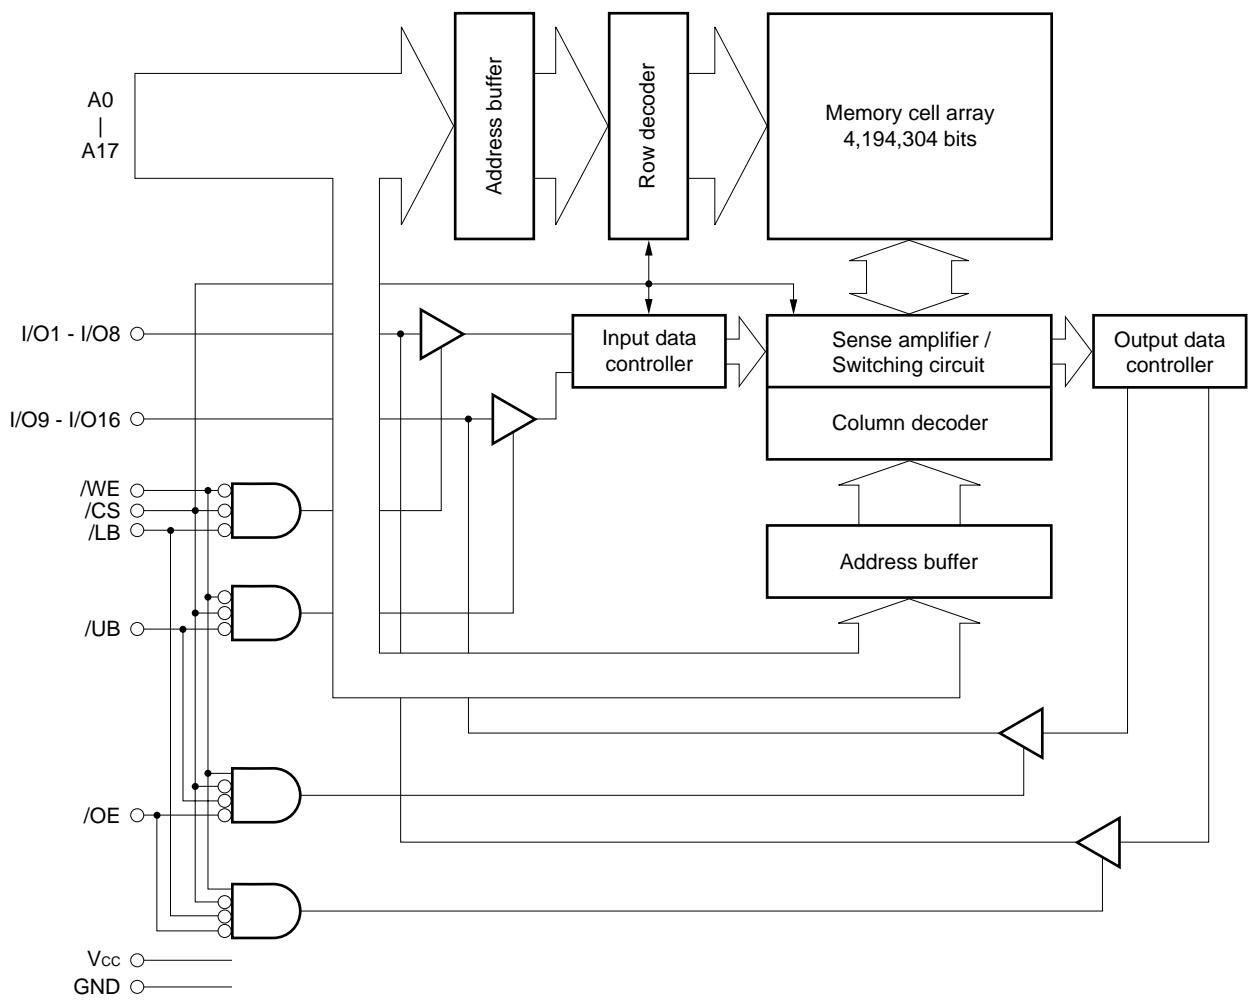 A0
|
A17
Address buffer
Row decoder
Memory cell array
4,194,304 bits
I/O1 - I/O8
Input data
controller
Sense amplifier /
Switching circuit
Output data
controller
I/O9 - I/O16
Column decoder
/WE
/CS
/LB
Address buffer
/UB
/OE
VCC
GND